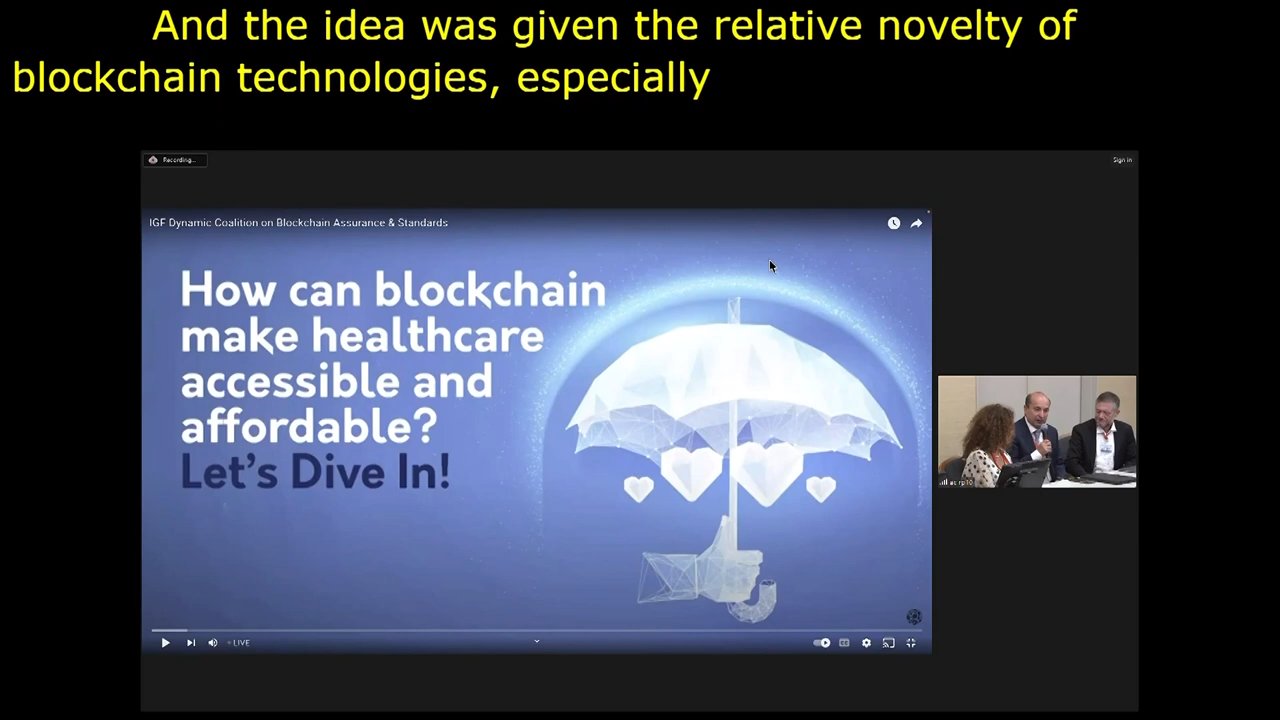 And the idea was given the relative novelty of
blockchain technologies, especially
Recording...
Sign in
IGF Dynamic Coalition on Blockchain Assurance & Standards
How can blockchain
make healthcare
accessible and
affordable?
Let's Dive In!
LIVE